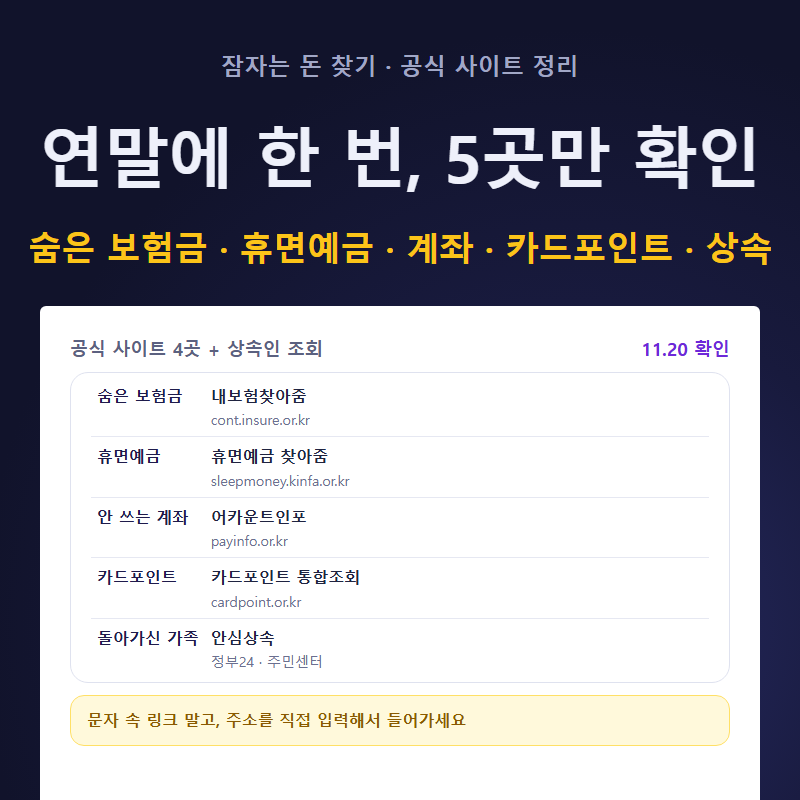 잠자는 돈 찾기 · 공식 사이트 정리
연말에 한 번, 5곳만 확인
숨은 보험금 · 휴면예금 · 계좌 · 카드포인트 · 상속
공식 사이트 4곳 + 상속인 조회
11.20 확인
숨은 보험금
내보험찾아줌
cont.insure.or.kr
휴면예금
휴면예금 찾아줌
sleepmoney.kinfa.or.kr
안 쓰는 계좌
어카운트인포
payinfo.or.kr
카드포인트
카드포인트 통합조회
cardpoint.or.kr
돌아가신 가족
안심상속
정부24 · 주민센터
문자 속 링크 말고, 주소를 직접 입력해서 들어가세요